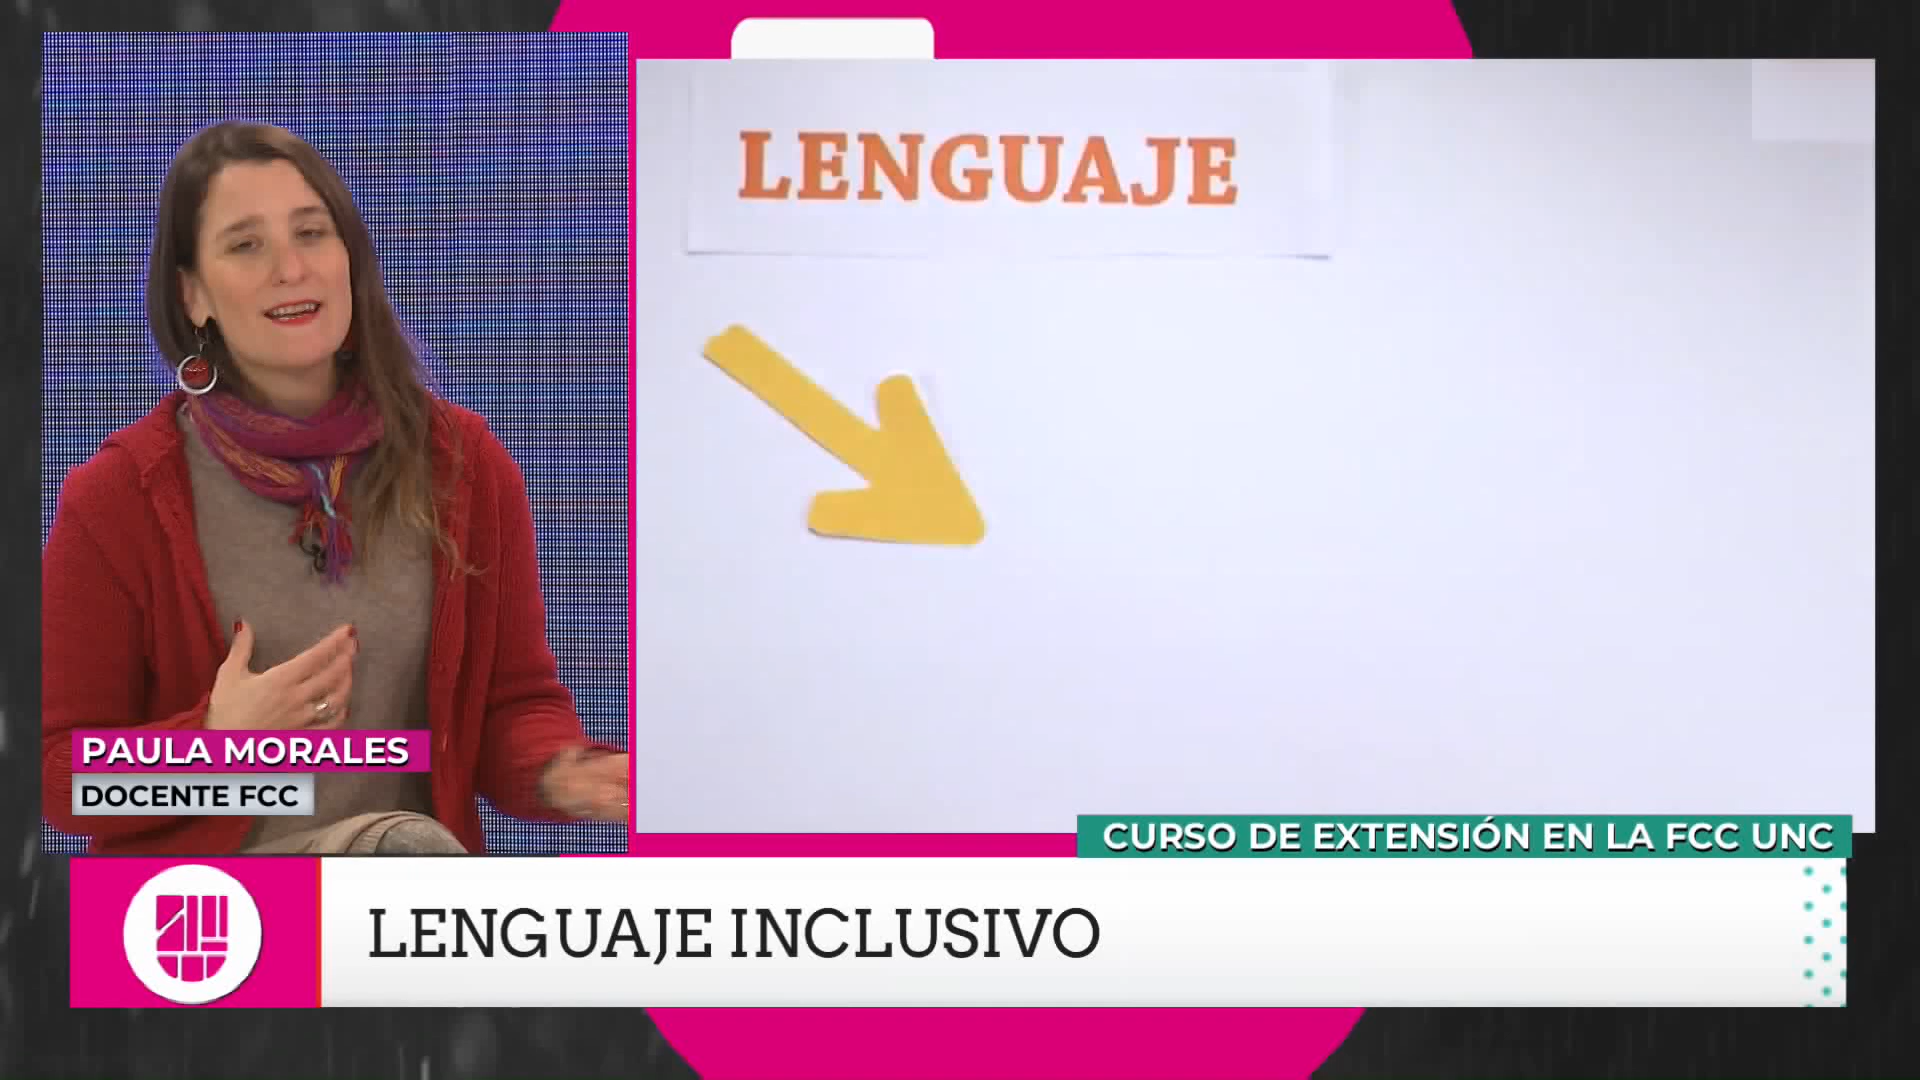 LENGUAJE
PAULA MORALES
DOCENTE FCC
CURSO DE EXTENSIÓN EN LA FCC UNC
LENGUAJE INCLUSIVO